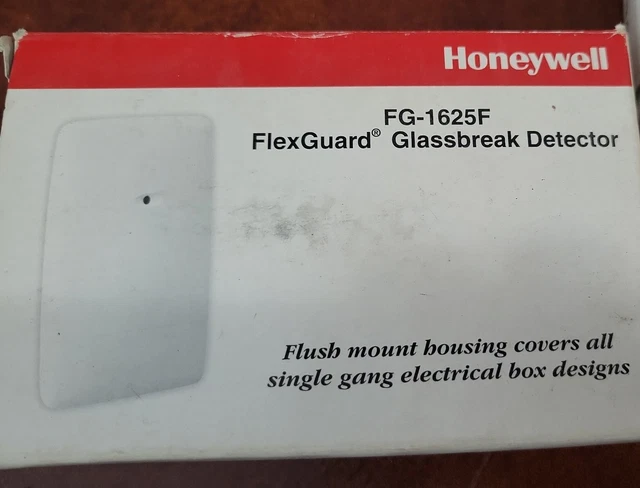 Honeywell
FG-1625F
FlexGuard® Glassbreak Detector
Flush mount housing covers all
single gang electrical box designs